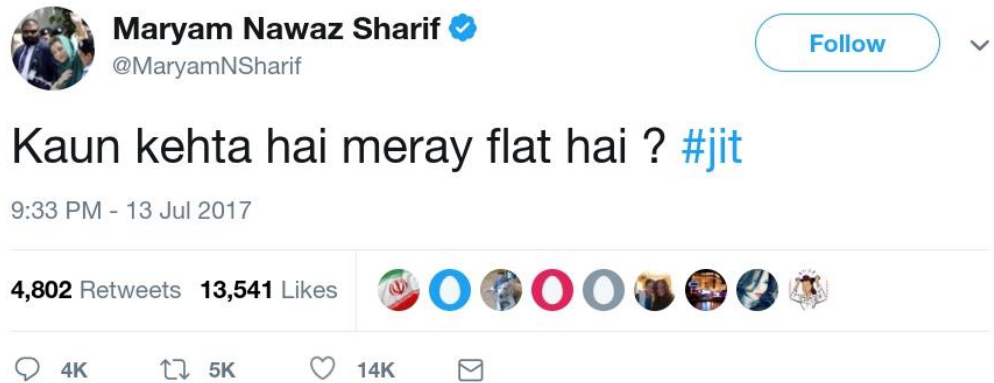 Maryam Nawaz Sharif
Follow
@MaryamNSharif
Kaun kehta hai meray flat hai ? #jit
9:33 PM - 13 Jul 2017
4,802 Retweets 13,541 Likes
4K 5K 14K